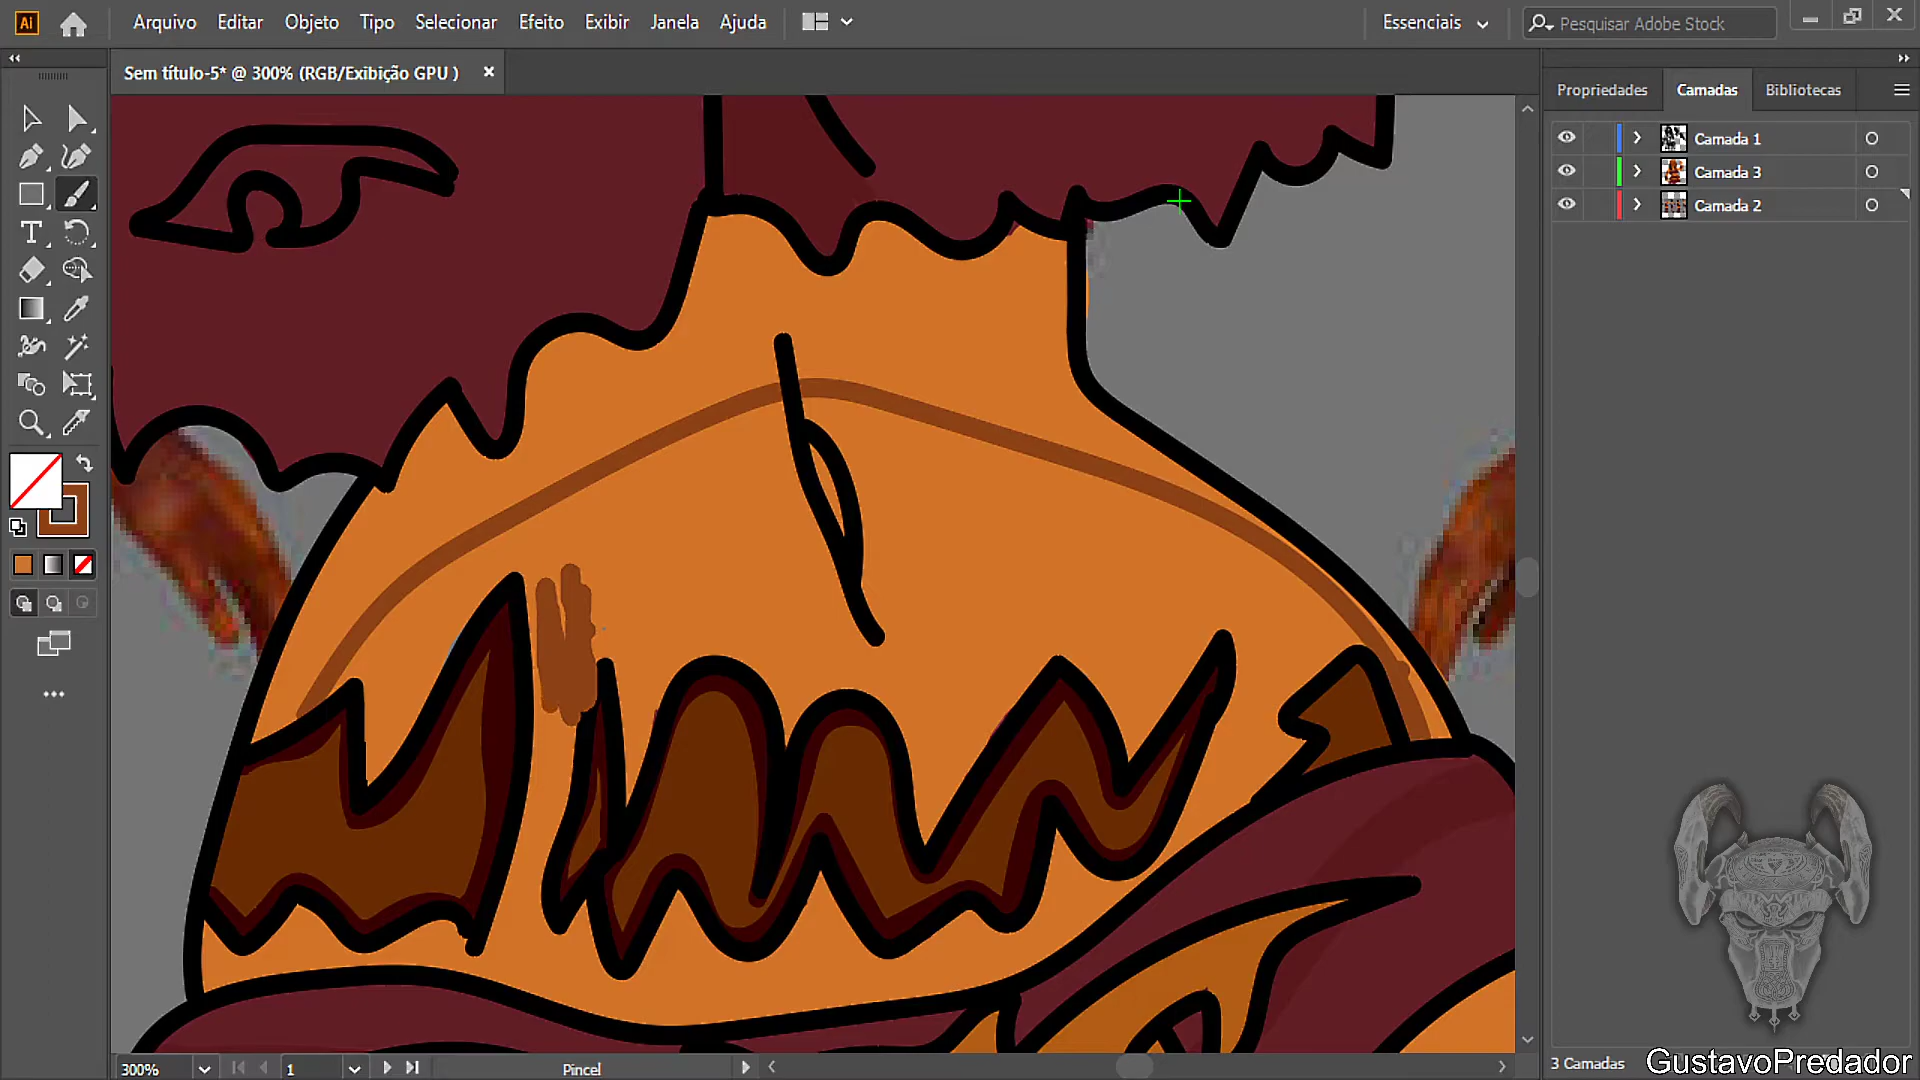 Ai Arquivo Editar Objeto Tipo Selecionar Efeito Exibir Janela Ajuda Essenciais Pesquisar Adobe Stock
Sem título-5* @ 300% (RGB/Exibição GPU )
Propriedades Camadas Bibliotecas
Camada 1
Camada 3
Camada 2
300% 1 Pincel 3 Camadas
GustavoPredador